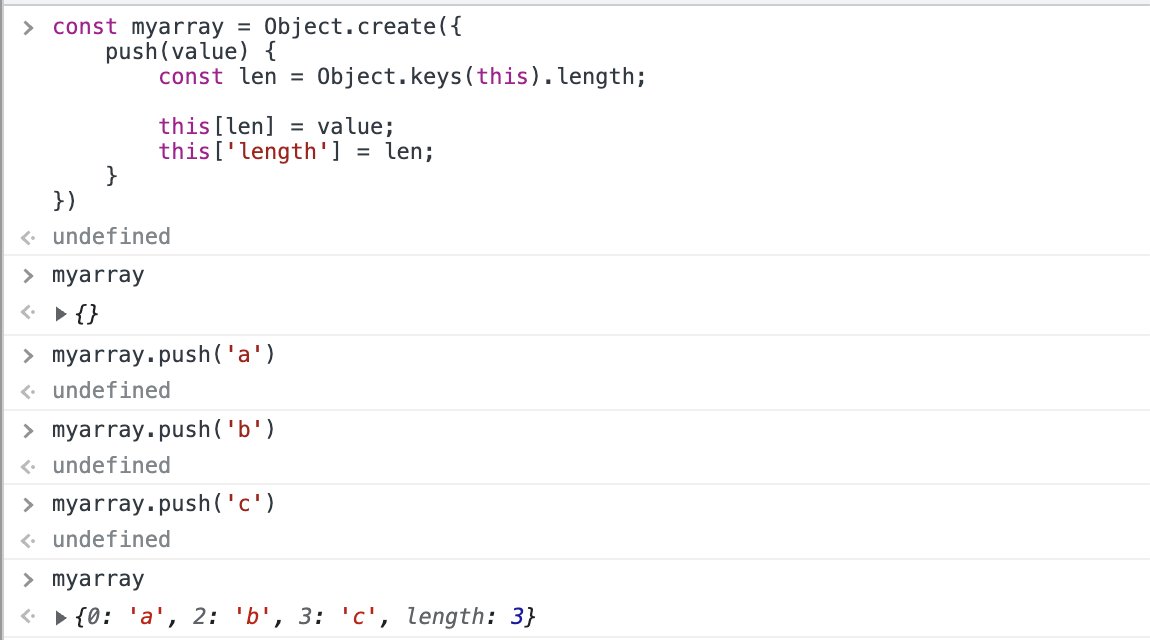 const myarray = Object.create({
push(value) {
const len = Object.keys(this).length;
this[len] = value;
this['length'] = len;
}
})
undefined
myarray
{}
myarray.push('a')
undefined
myarray.push('b')
undefined
myarray.push('c')
undefined
myarray
{0: 'a', 2: 'b', 3: 'c', length: 3}